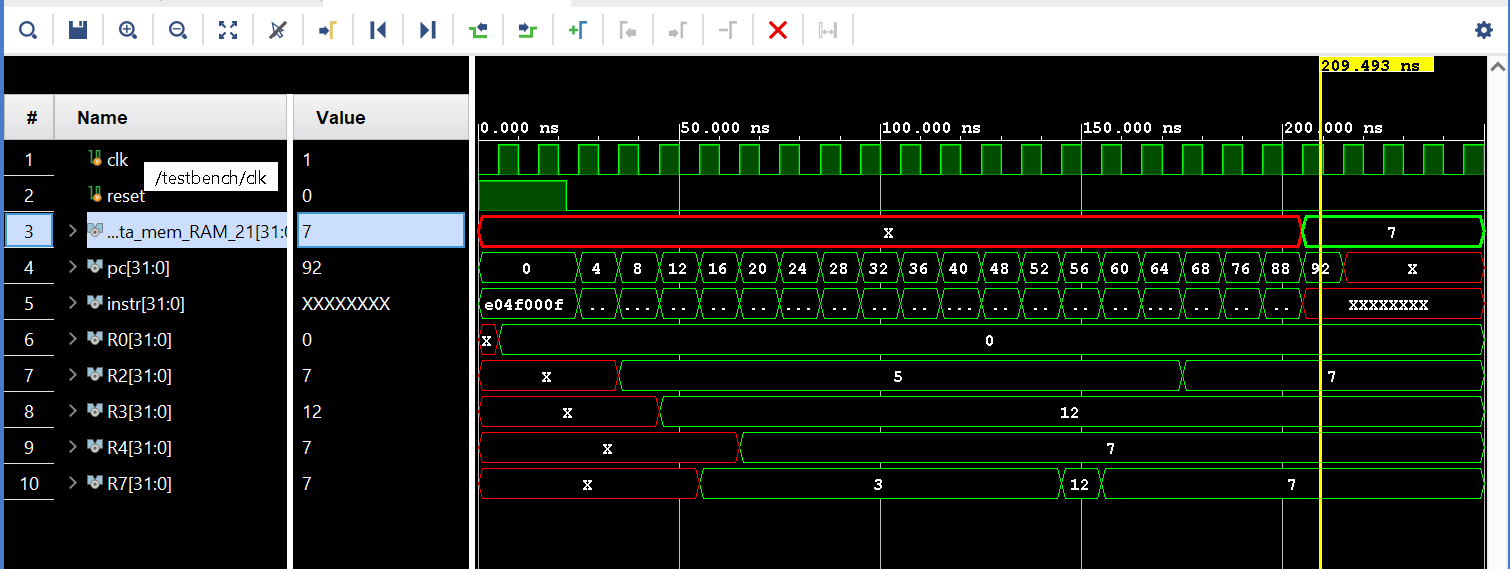 209.493 ns
# Name Value
0.000 ns 50.000 ns 100.000 ns 150.000 ns 200.000 ns
1 clk 1
/testbench/clk
2 reset 0
3 ...ta_mem_RAM_21[31:0 7 X 7
4 pc[31:0] 92 0 4 8 12 16 20 24 28 32 36 40 48 52 56 60 64 68 76 88 92 X
5 instr[31:0] XXXXXXXX e04f000f .. ... .. ... .. .. .. .. .. ... .. .. .. .. ... .. .. .. XXXXXXXX
6 R0[31:0] 0 X 0
7 R2[31:0] 7 X 5 7
8 R3[31:0] 12 X 12
9 R4[31:0] 7 X 7
10 R7[31:0] 7 X 3 12 7